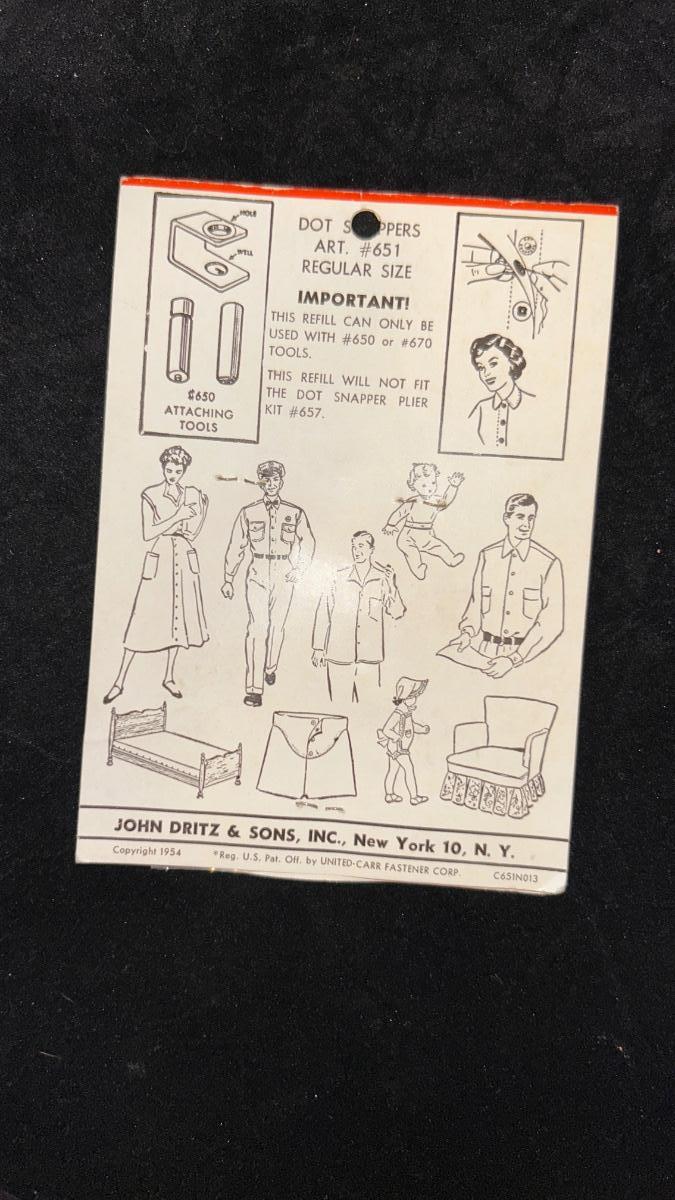 HOLE
WELL
#650
ATTACHING
TOOLS
DOT S PPERS
ART. #651
REGULAR SIZE
IMPORTANT!
THIS REFILL CAN ONLY BE
USED WITH #650 or #670
TOOLS.
THIS REFILL WILL NOT FIT
THE DOT SNAPPER PLIER
KIT #657.
JOHN DRITZ & SONS, INC., New York 10, N. Y.
Copyright 1954 *Reg. U.S. Pat. Off. by UNITED-CARR FASTENER CORP. C651N013